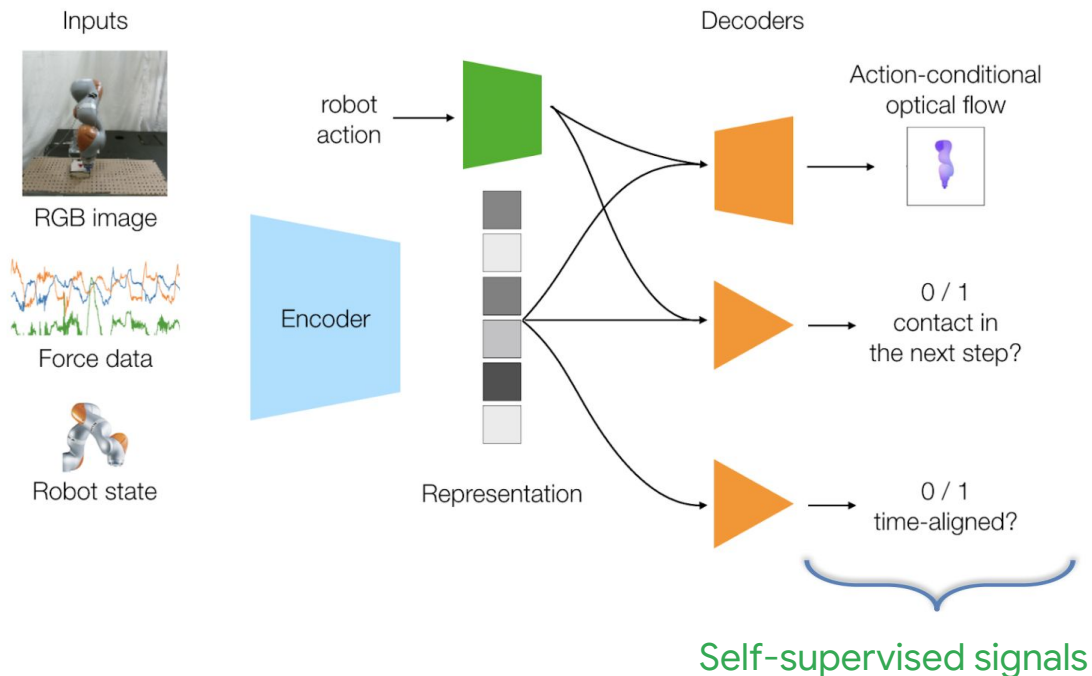 Inputs
Decoders
RGB image
Force data
Robot state
robot
action
Encoder
Representation
Action-conditional
optical flow
0 / 1
contact in
the next step?
0 / 1
time-aligned?
Self-supervised signals